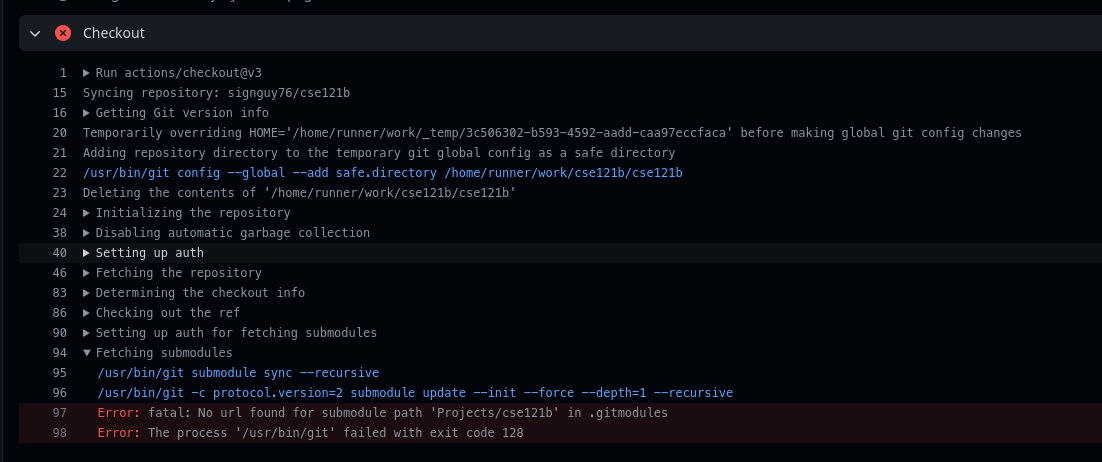 Checkout
1 ▶ Run actions/checkout@v3
15 Syncing repository: signguy76/cse121b
16 ▶ Getting Git version info
20 Temporarily overriding HOME='/home/runner/work/_temp/3c506302-b593-4592-aadd-caa97eccfaca' before making global git config changes
21 Adding repository directory to the temporary git global config as a safe directory
22 /usr/bin/git config --global --add safe.directory /home/runner/work/cse121b/cse121b
23 Deleting the contents of '/home/runner/work/cse121b/cse121b'
24 ▶ Initializing the repository
38 ▶ Disabling automatic garbage collection
40 ▶ Setting up auth
46 ▶ Fetching the repository
83 ▶ Determining the checkout info
86 ▶ Checking out the ref
90 ▶ Setting up auth for fetching submodules
94 ▼ Fetching submodules
95 /usr/bin/git submodule sync --recursive
96 /usr/bin/git -c protocol.version=2 submodule update --init --force --depth=1 --recursive
97 Error: fatal: No url found for submodule path 'Projects/cse121b' in .gitmodules
98 Error: The process '/usr/bin/git' failed with exit code 128